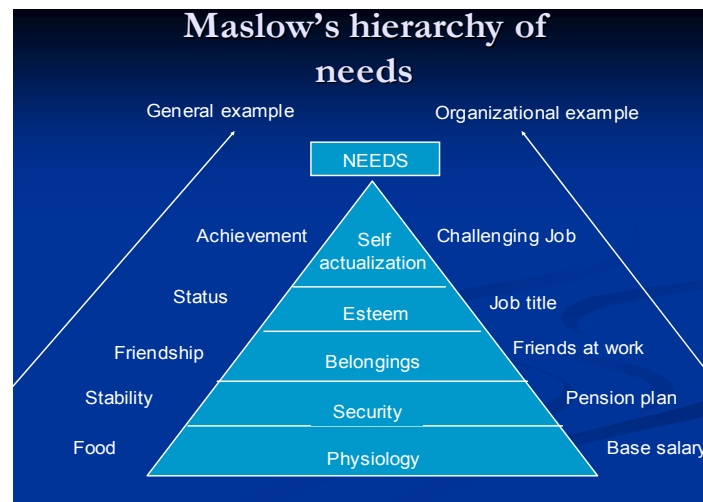 Maslow's hierarchy of
needs
General example
Organizational example
NEEDS
Achievement
Self
actualization
Challenging Job
Status
Esteem
Job title
Friendship
Belongings
Friends at work
Stability
Security
Pension plan
Food
Physiology
Base salary